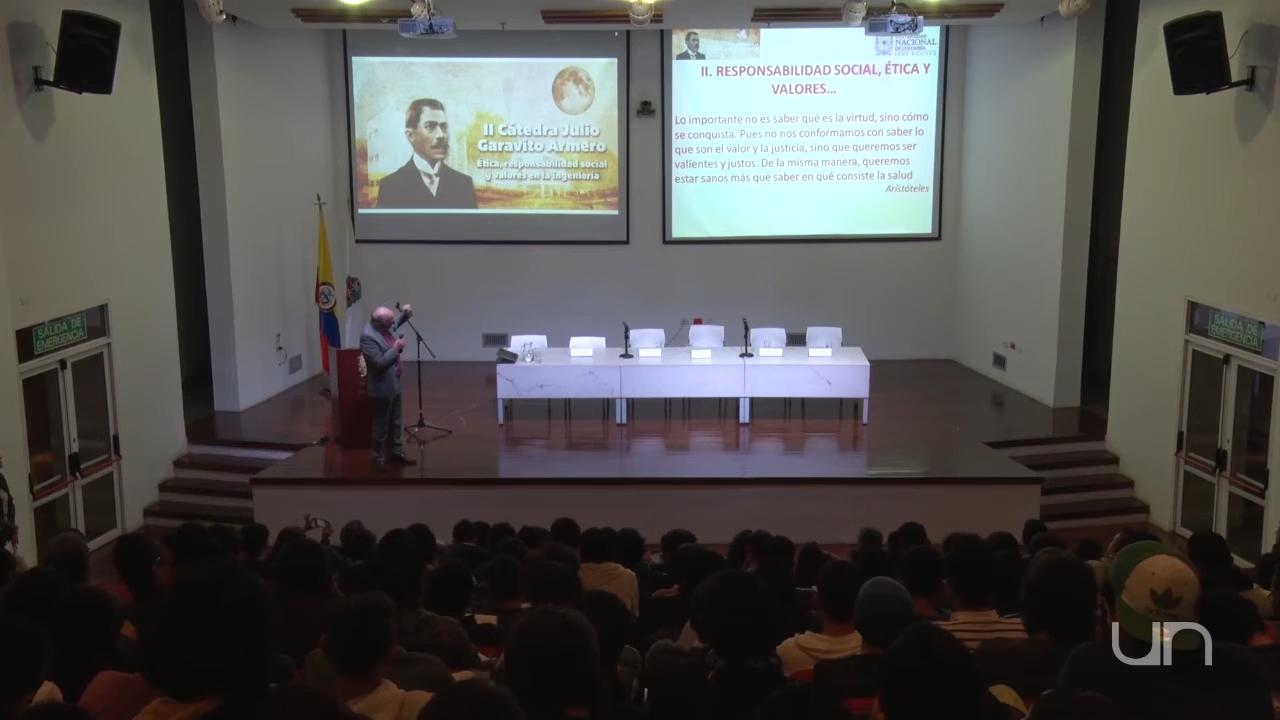 II Cátedra Julio
Garavito Armero
Ética, responsabilidad social
y valores en la ingeniería
NACIONAL
DE COLOMBIA
II. RESPONSABILIDAD SOCIAL, ÉTICA Y
VALORES...
Lo importante no es saber qué es la virtud, sino cómo
se conquista. Pues no nos conformamos con saber lo
que son el valor y la justicia, sino que queremos ser
valientes y justos. De la misma manera, queremos
estar sanos más que saber en qué consiste la salud
Aristóteles
SALIDA DE
EMERGENCIA
SALIDA DE
EMERGENCIA
un